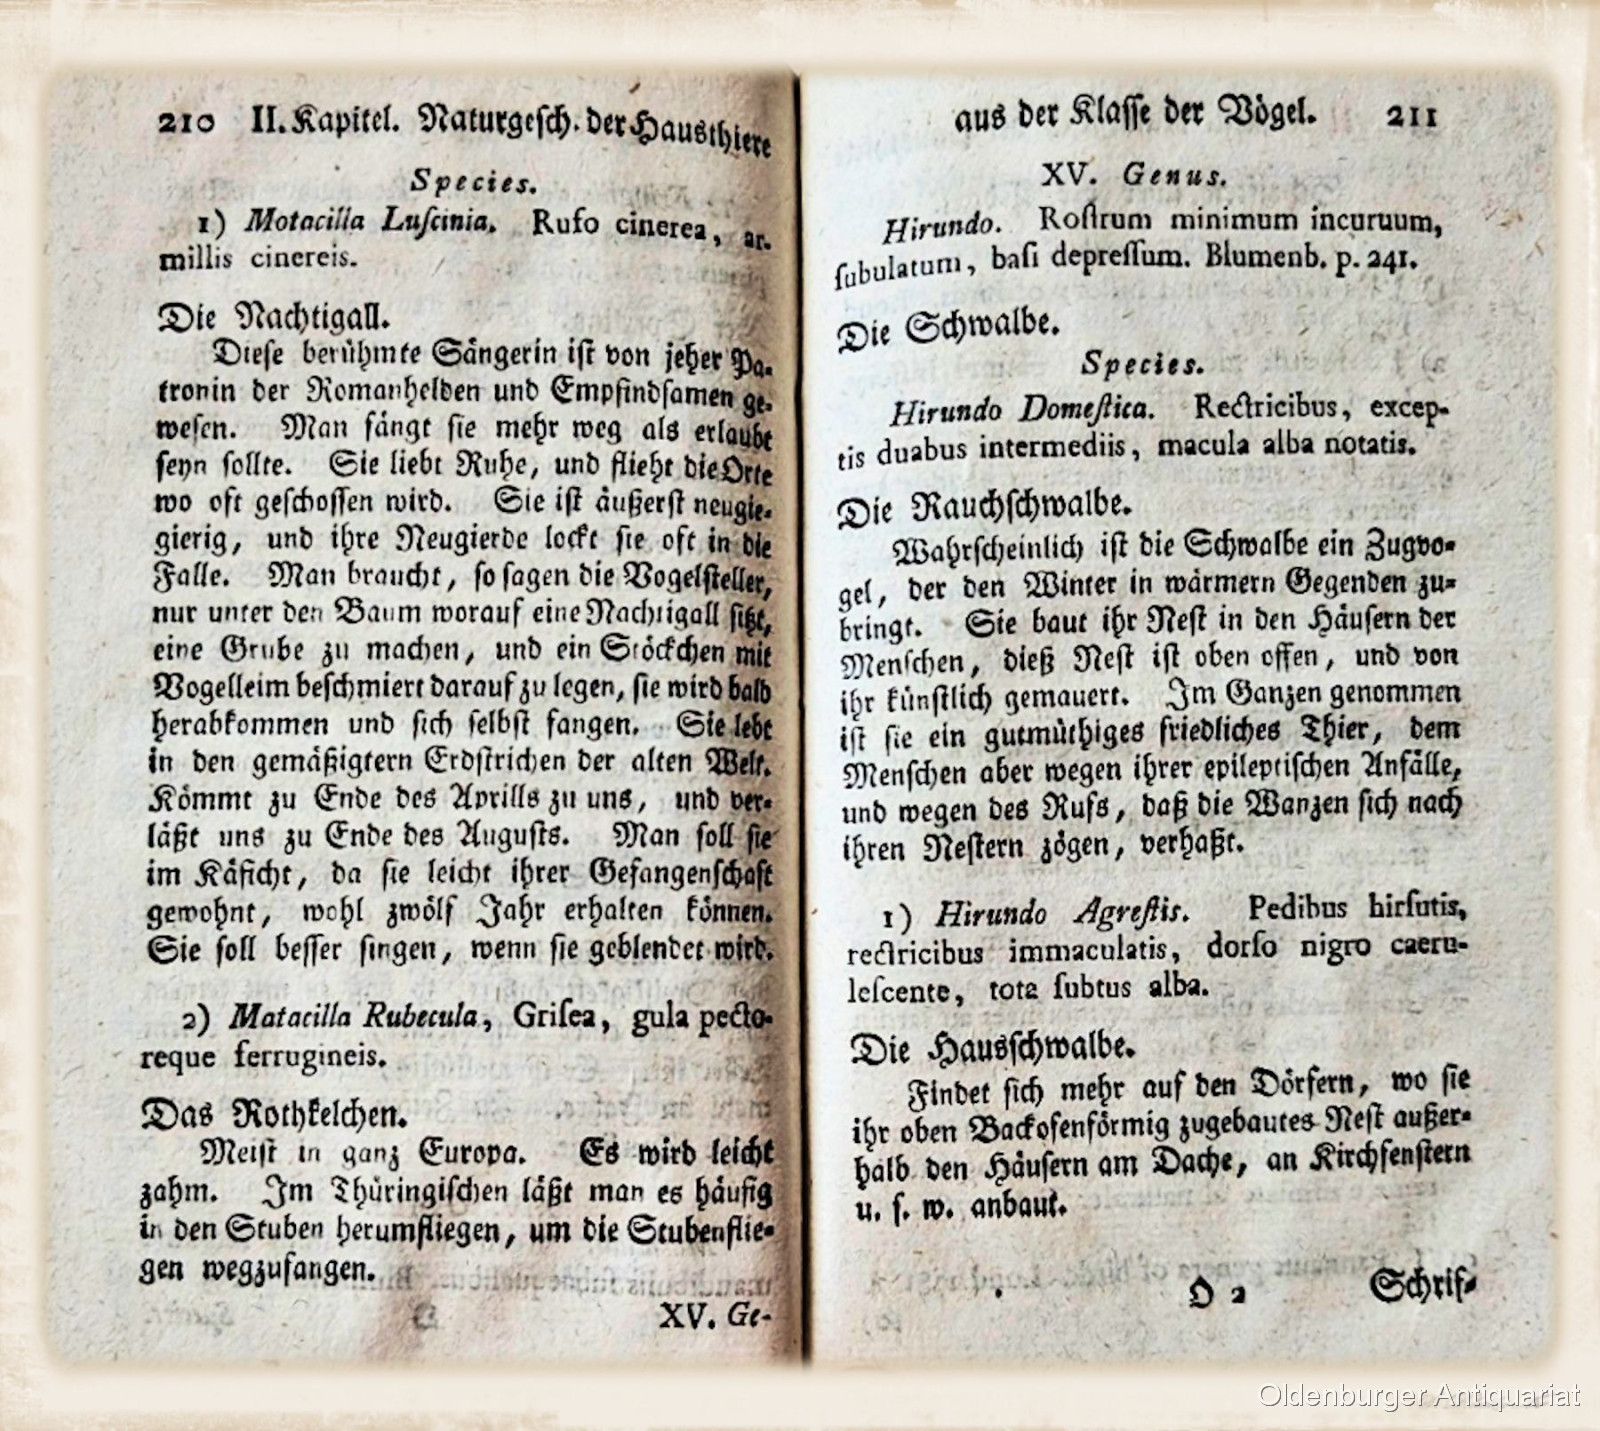 210 II. Kapitel. Naturgesch. der Hausthiere
Species.
1) Motacilla Luſcinia. Rufo cinerea, ar-
millis cinereis.
Die Nachtigall.
Dieſe berühmte Sängerin iſt von jeher Pa-
tronin der Romanhelden und Empfindſamen ge-
weſen. Man fängt ſie mehr weg als erlaubt
ſeyn ſollte. Sie liebt Ruhe, und flieht die Orte
wo oft geſchoſſen wird. Sie iſt äußerſt neugie-
gierig, und ihre Neugierde lockt ſie oft in die
Falle. Man braucht, ſo ſagen die Vogelſteller,
nur unter den Baum worauf eine Nachtigall ſitzt,
eine Grube zu machen, und ein Stöckchen mit
Vogelleim beſchmiert darauf zu legen, ſie wird bald
herabkommen und ſich ſelbſt fangen. Sie lebt
in den gemäßigtern Erdſtrichen der alten Welt.
Kömmt zu Ende des Aprills zu uns, und ver-
läßt uns zu Ende des Auguſts. Man ſoll ſie
im Käficht, da ſie leicht ihrer Gefangenſchaft
gewohnt, wohl zwölf Jahr erhalten können.
Sie ſoll beſſer ſingen, wenn ſie geblendet wird.
2) Matacilla Rubecula, Griſea, gula pecto-
reque ferrugineis.
Das Rothkelchen.
Meiſt in ganz Europa. Es wird leicht
zahm. Im Thüringiſchen läßt man es häufig
in den Stuben herumfliegen, um die Stubenflie-
gen wegzufangen.
XV. Ge-
aus der Klaſſe der Vögel. 211
XV. Genus.
Hirundo. Roſtrum minimum incuruum,
ſubulatum, baſi depreſſum. Blumenb. p. 241.
Die Schwalbe.
Species.
Hirundo Domeſtica. Rectricibus, excep-
tis duabus intermediis, macula alba notatis.
Die Rauchſchwalbe.
Wahrſcheinlich iſt die Schwalbe ein Zugvo-
gel, der den Winter in wärmern Gegenden zu-
bringt. Sie baut ihr Neſt in den Häuſern der
Menſchen, dieß Neſt iſt oben offen, und von
ihr künſtlich gemauert. Im Ganzen genommen
iſt ſie ein gutmüthiges friedliches Thier, dem
Menſchen aber wegen ihrer epileptiſchen Anfälle,
und wegen des Rufs, daß die Wanzen ſich nach
ihren Neſtern zögen, verhaßt.
1) Hirundo Agreſtis. Pedibus hirſutis,
rectricibus immaculatis, dorſo nigro caeru-
leſcente, tota ſubtus alba.
Die Hausſchwalbe.
Findet ſich mehr auf den Dörfern, wo ſie
ihr oben Backofenförmig zugebautes Neſt außer-
halb den Häuſern am Dache, an Kirchfenſtern
u. ſ. w. anbaut.
O 2 Schrif-
Oldenburger Antiquariat